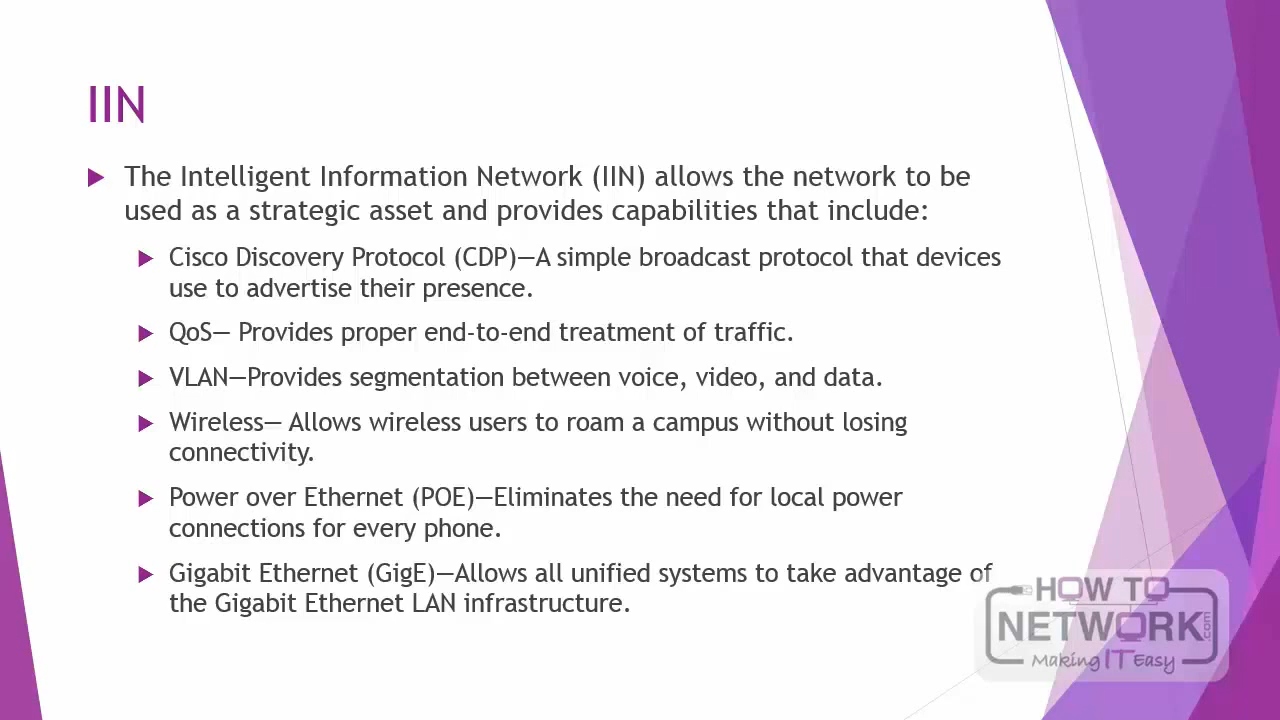 IIN
The Intelligent Information Network (IIN) allows the network to be
used as a strategic asset and provides capabilities that include:
Cisco Discovery Protocol (CDP)—A simple broadcast protocol that devices
use to advertise their presence.
QoS— Provides proper end-to-end treatment of traffic.
VLAN—Provides segmentation between voice, video, and data.
Wireless— Allows wireless users to roam a campus without losing
connectivity.
Power over Ethernet (POE)—Eliminates the need for local power
connections for every phone.
Gigabit Ethernet (GigE)—Allows all unified systems to take advantage of
the Gigabit Ethernet LAN infrastructure.
HOW TO
NETWORK.com
Making IT Easy